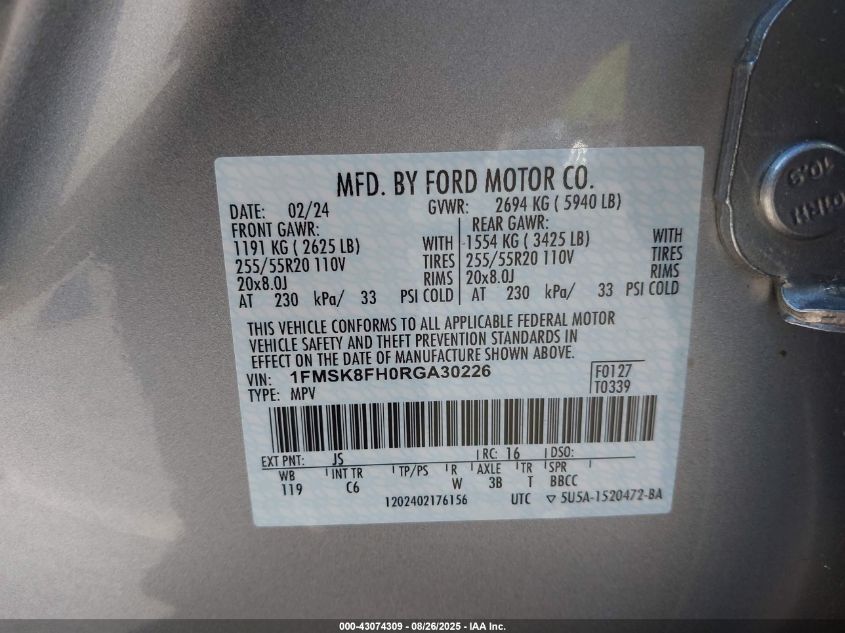 MFD. BY FORD MOTOR CO.
DATE: 02/24 GVWR: 2694 KG ( 5940 LB)
FRONT GAWR: REAR GAWR:
1191 KG ( 2625 LB) WITH 1554 KG ( 3425 LB) WITH
255/55R20 110V TIRES 255/55R20 110V TIRES
20x8.0J RIMS 20x8.0J RIMS
AT 230 kPa/ 33 PSI COLD AT 230 kPa/ 33 PSI COLD
THIS VEHICLE CONFORMS TO ALL APPLICABLE FEDERAL MOTOR
VEHICLE SAFETY AND THEFT PREVENTION STANDARDS IN
EFFECT ON THE DATE OF MANUFACTURE SHOWN ABOVE.
VIN: 1FMSK8FH0RGA30226 F0127
TYPE: MPV T0339
EXT PNT: JS RC: 16 DSO:
WB INT TR TP/PS R AXLE TR SPR
119 C6 W 3B T BBCC
1202402176156 UTC ▽ 5U5A-1520472-BA
10.9
000-43074309 - 08/26/2025 - IAA Inc.